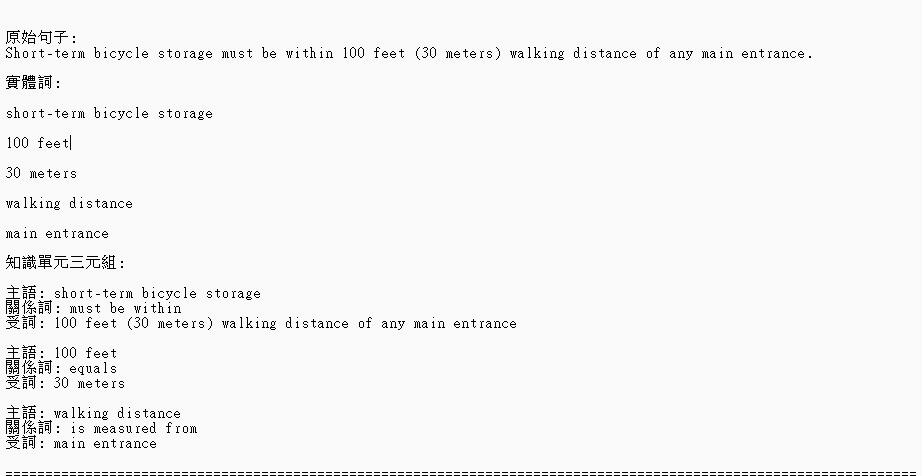 原始句子:
Short-term bicycle storage must be within 100 feet (30 meters) walking distance of any main entrance.
實體詞:
short-term bicycle storage
100 feet
30 meters
walking distance
main entrance
知識單元三元組:
主語: short-term bicycle storage
關係詞: must be within
受詞: 100 feet (30 meters) walking distance of any main entrance
主語: 100 feet
關係詞: equals
受詞: 30 meters
主語: walking distance
關係詞: is measured from
受詞: main entrance
==================================================================================================================